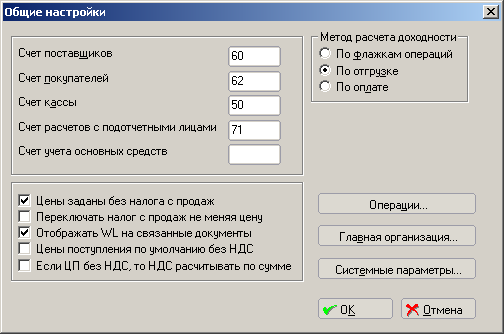 Общие настройки
Счет поставщиков 60
Счет покупателей 62
Счет кассы 50
Счет расчетов с подотчетными лицами 71
Счет учета основных средств
Метод расчета доходности
По флажкам операций
По отгрузке
По оплате
Цены заданы без налога с продаж
Переключать налог с продаж не меняя цену
Отображать WL на связанные документы
Цены поступления по умолчанию без НДС
Если ЦП без НДС, то НДС расчитывать по сумме
Операции...
Главная организация...
Системные параметры...
OK
Отмена